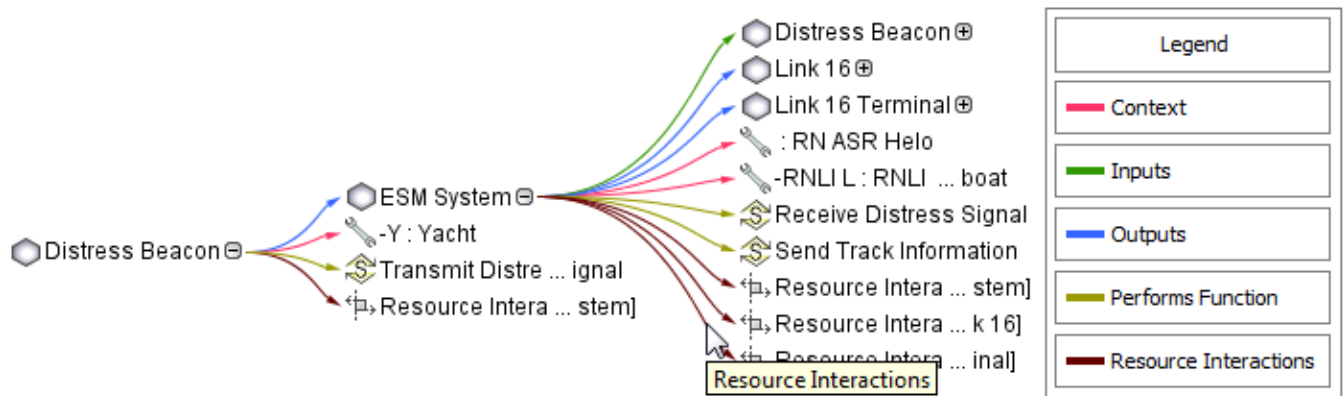 Distress Beacon
ESM System
-Y : Yacht
Transmit Distre ... ignal
Resource Intera ... stem]
Distress Beacon
Link 16
Link 16 Terminal
: RN ASR Helo
-RNLI L : RNLI ... boat
Receive Distress Signal
Send Track Information
Resource Intera ... stem]
Resource Intera ... k 16]
Resource Intera ... inal]
Resource Interactions
Legend
Context
Inputs
Outputs
Performs Function
Resource Interactions